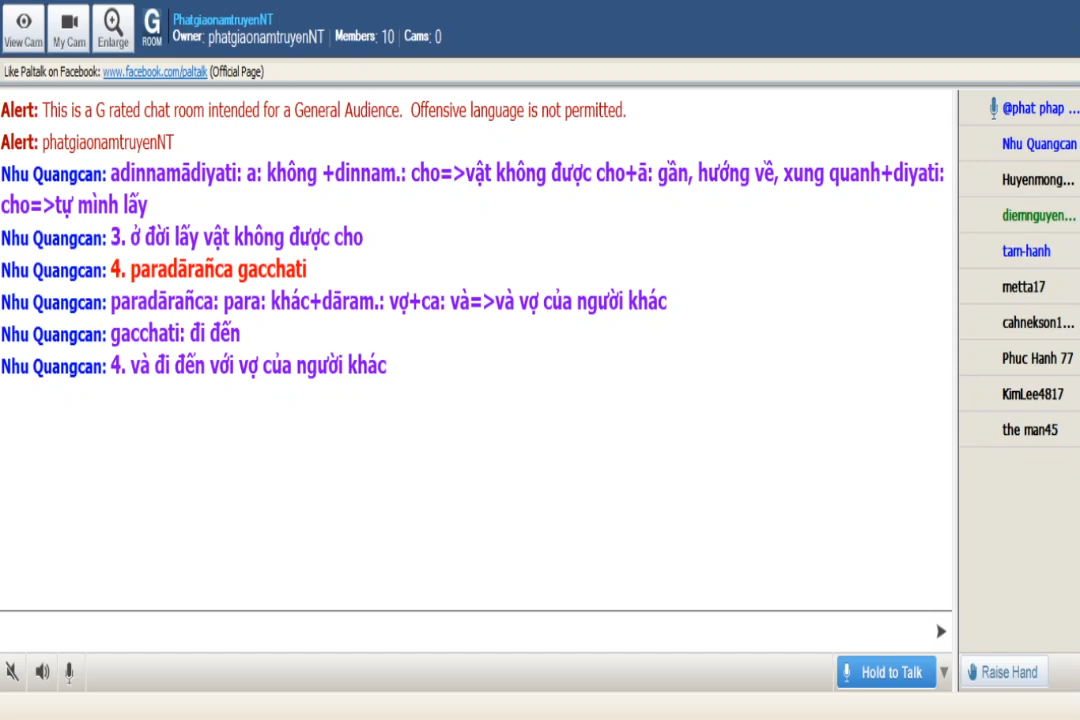 PhatgiaonamtruyenNT
Owner: phatgiaonamtruyenNT | Members: 10 | Cams: 0
View Cam My Cam Enlarge G ROOM
Like Paltalk on Facebook: www.facebook.com/paltalk (Official Page)
Alert: This is a G rated chat room intended for a General Audience. Offensive language is not permitted.
Alert: phatgiaonamtruyenNT
Nhu Quangcan: adinnamādiyati: a: không +dinnam.: cho=>vật không được cho+ā: gần, hướng về, xung quanh+diyati:
cho=>tự mình lấy
Nhu Quangcan: 3. ở đời lấy vật không được cho
Nhu Quangcan: 4. paradārañca gacchati
Nhu Quangcan: paradārañca: para: khác+dāram.: vợ+ca: và=>và vợ của người khác
Nhu Quangcan: gacchati: đi đến
Nhu Quangcan: 4. và đi đến với vợ của người khác
@phat phap ...
Nhu Quangcan
Huyenmong...
diemnguyen...
tam-hanh
metta17
cahnekson1...
Phuc Hanh 77
KimLee4817
the man45
Hold to Talk
Raise Hand